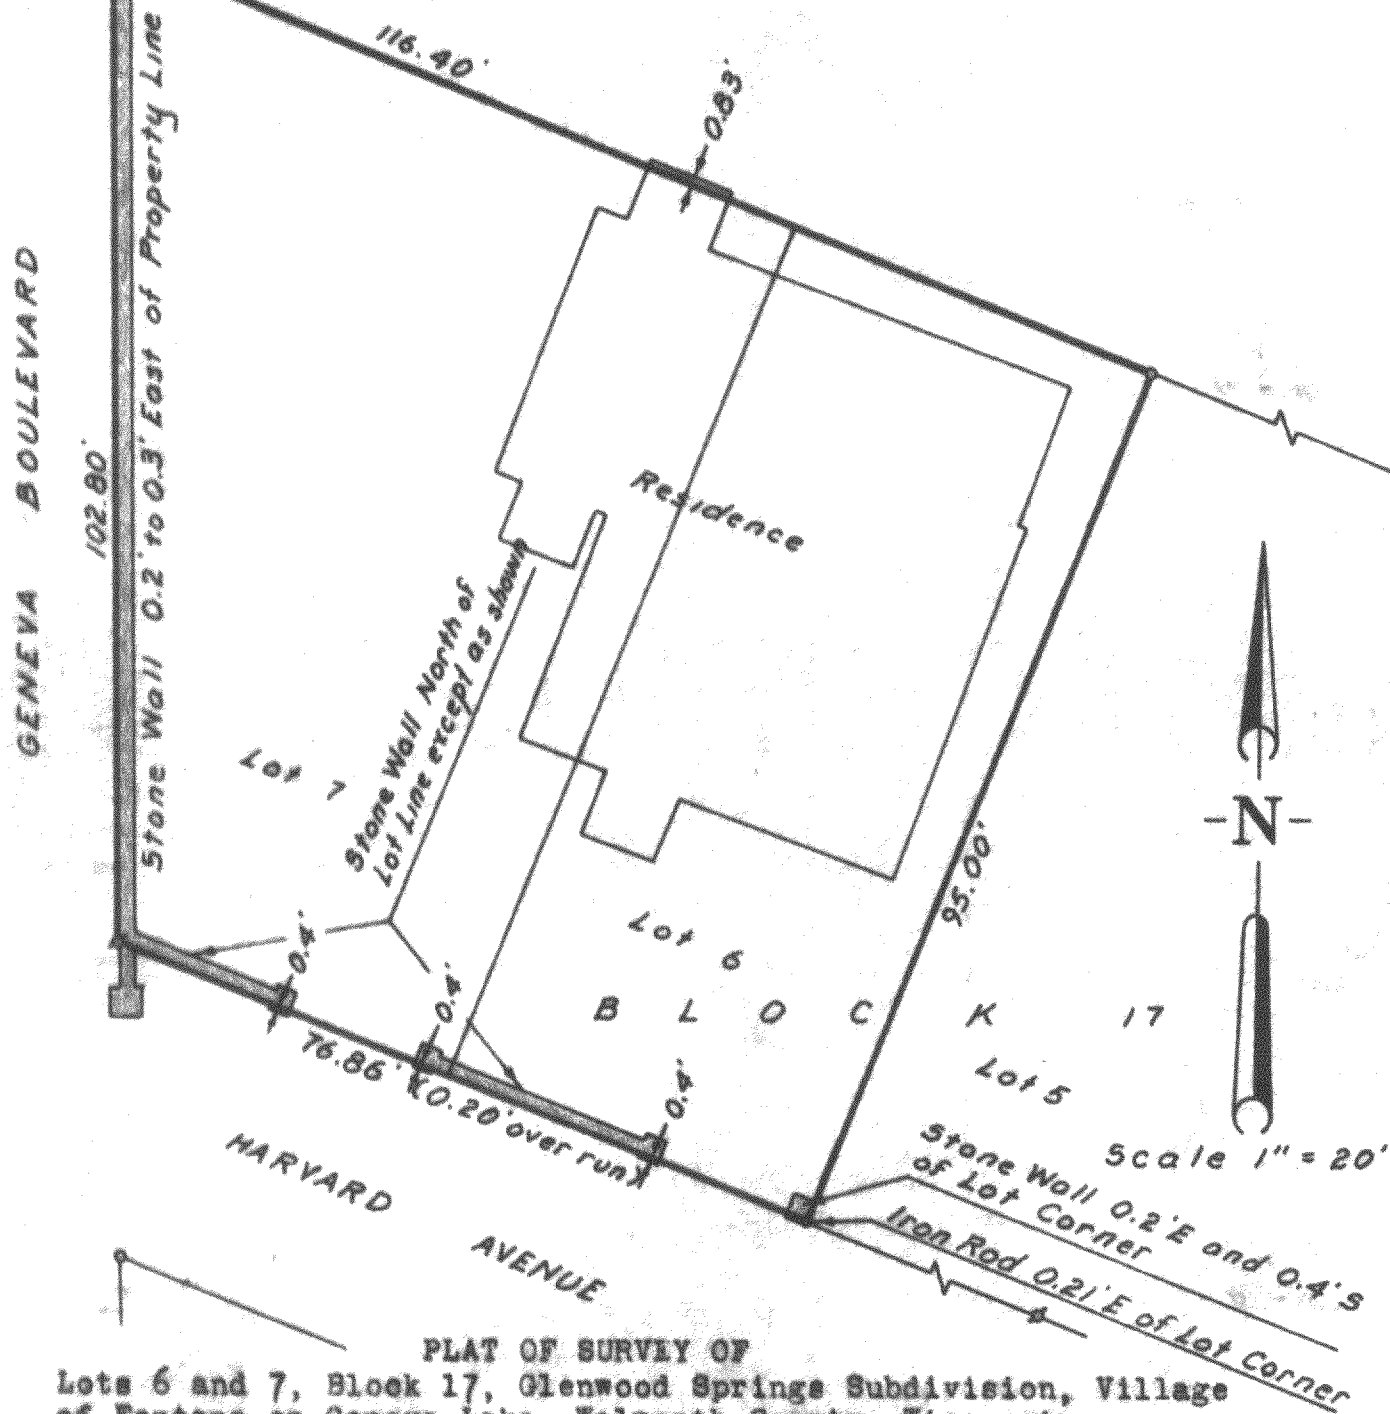 116.40'
0.83'
Stone Wall 0.2' to 0.3' East of Property Line
GENEVA BOULEVARD
102.80'
Residence
Stone Wall North of
Lot Line except as shown
Lot 7
95.00'
N
0.4'
Lot 6
0.4'
BLOCK 17
76.86' (0.20' over run)
0.4'
Lot 5
HARVARD AVENUE
Scale 1" = 20'
Stone Wall 0.2'E and 0.4's
of Lot Corner
Iron Rod 0.21'E of Lot Corner
PLAT OF SURVEY OF
Lots 6 and 7, Block 17, Glenwood Springs Subdivision, Village